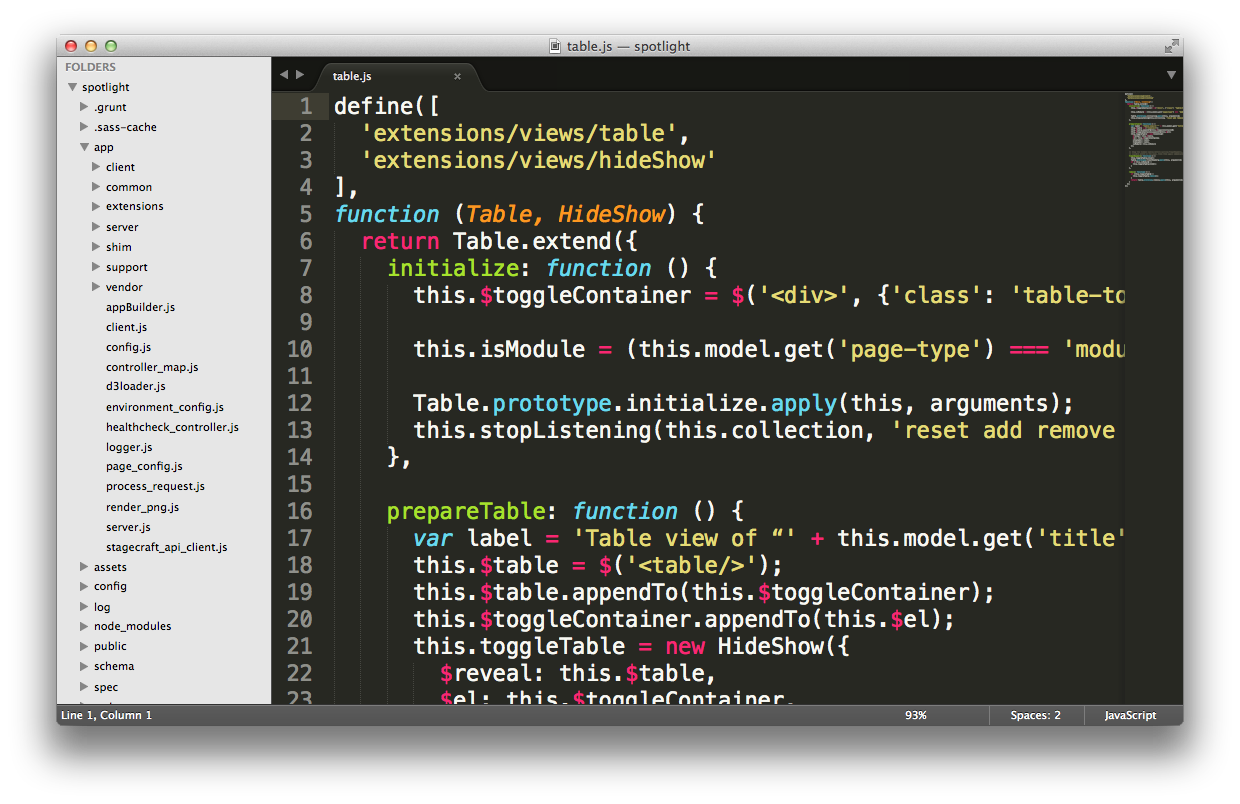 table.js — spotlight
FOLDERS
spotlight
.grunt
.sass-cache
app
client
common
extensions
server
shim
support
vendor
appBuilder.js
client.js
config.js
controller_map.js
d3loader.js
environment_config.js
healthcheck_controller.js
logger.js
page_config.js
process_request.js
render_png.js
server.js
stagecraft_api_client.js
assets
config
log
node_modules
public
schema
spec
table.js
1 define([
2 'extensions/views/table',
3 'extensions/views/hideShow'
4 ],
5 function (Table, HideShow) {
6 return Table.extend({
7 initialize: function () {
8 this.$toggleContainer = $('<div>', {'class': 'table-to
9
10 this.isModule = (this.model.get('page-type') === 'modu
11
12 Table.prototype.initialize.apply(this, arguments);
13 this.stopListening(this.collection, 'reset add remove
14 },
15
16 prepareTable: function () {
17 var label = 'Table view of “' + this.model.get('title'
18 this.$table = $('<table/>');
19 this.$table.appendTo(this.$toggleContainer);
20 this.$toggleContainer.appendTo(this.$el);
21 this.toggleTable = new HideShow({
22 $reveal: this.$table,
23 $el: this.$toggleContainer,
Line 1, Column 1
93%
Spaces: 2
JavaScript